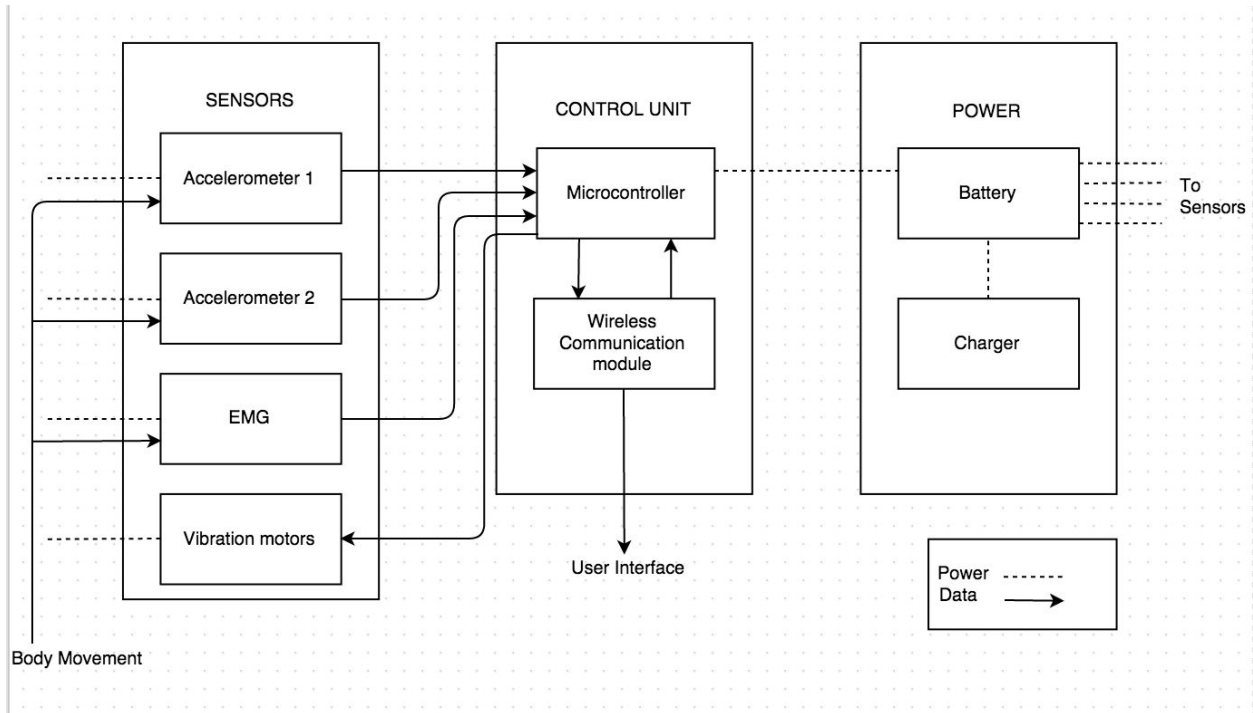 SENSORS
Accelerometer 1
Accelerometer 2
EMG
Vibration motors
Body Movement
CONTROL UNIT
Microcontroller
Wireless
Communication
module
User Interface
POWER
Battery
Charger
To
Sensors
Power
Data